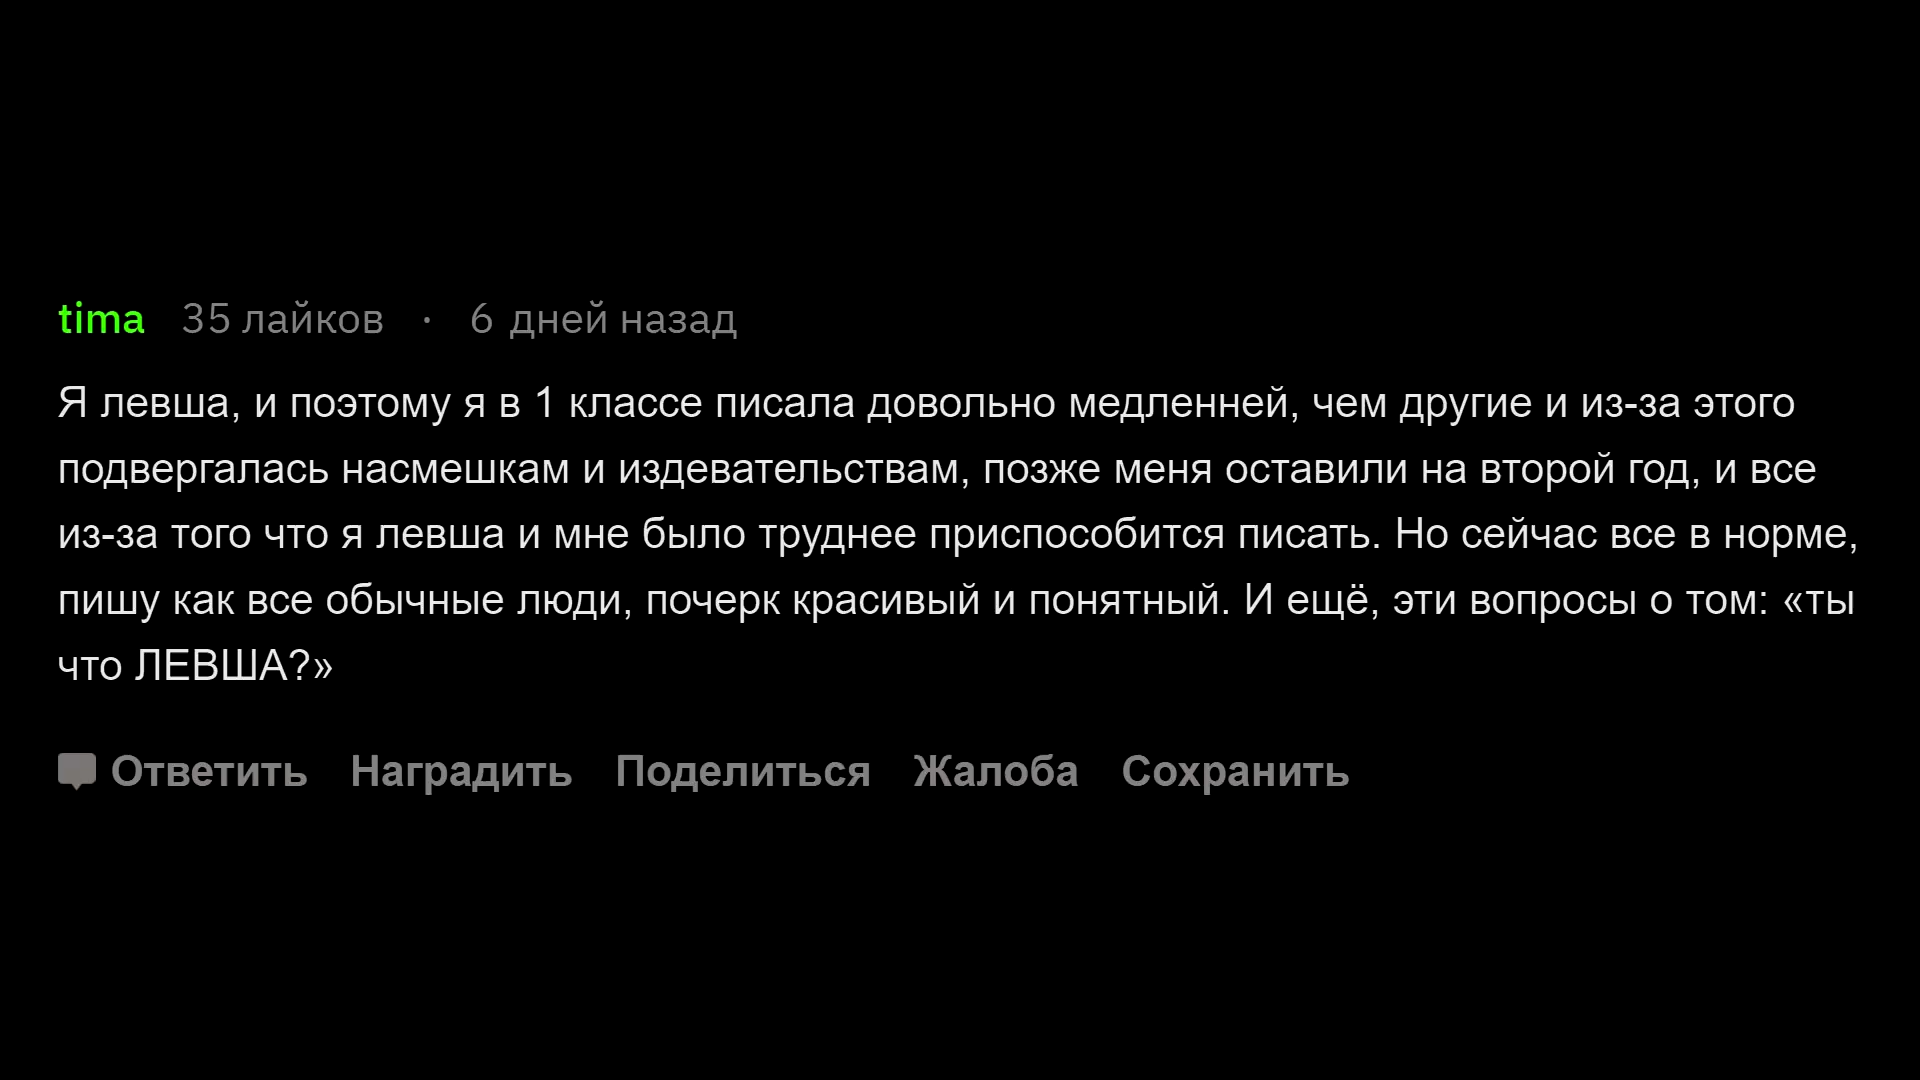 tima 35 лайков · 6 дней назад
Я левша, и поэтому я в 1 классе писала довольно медленней, чем другие и из-за этого
подвергалась насмешкам и издевательствам, позже меня оставили на второй год, и все
из-за того что я левша и мне было труднее приспособится писать. Но сейчас все в норме,
пишу как все обычные люди, почерк красивый и понятный. И ещё, эти вопросы о том: «ты
что ЛЕВША?»
Ответить Наградить Поделиться Жалоба Сохранить